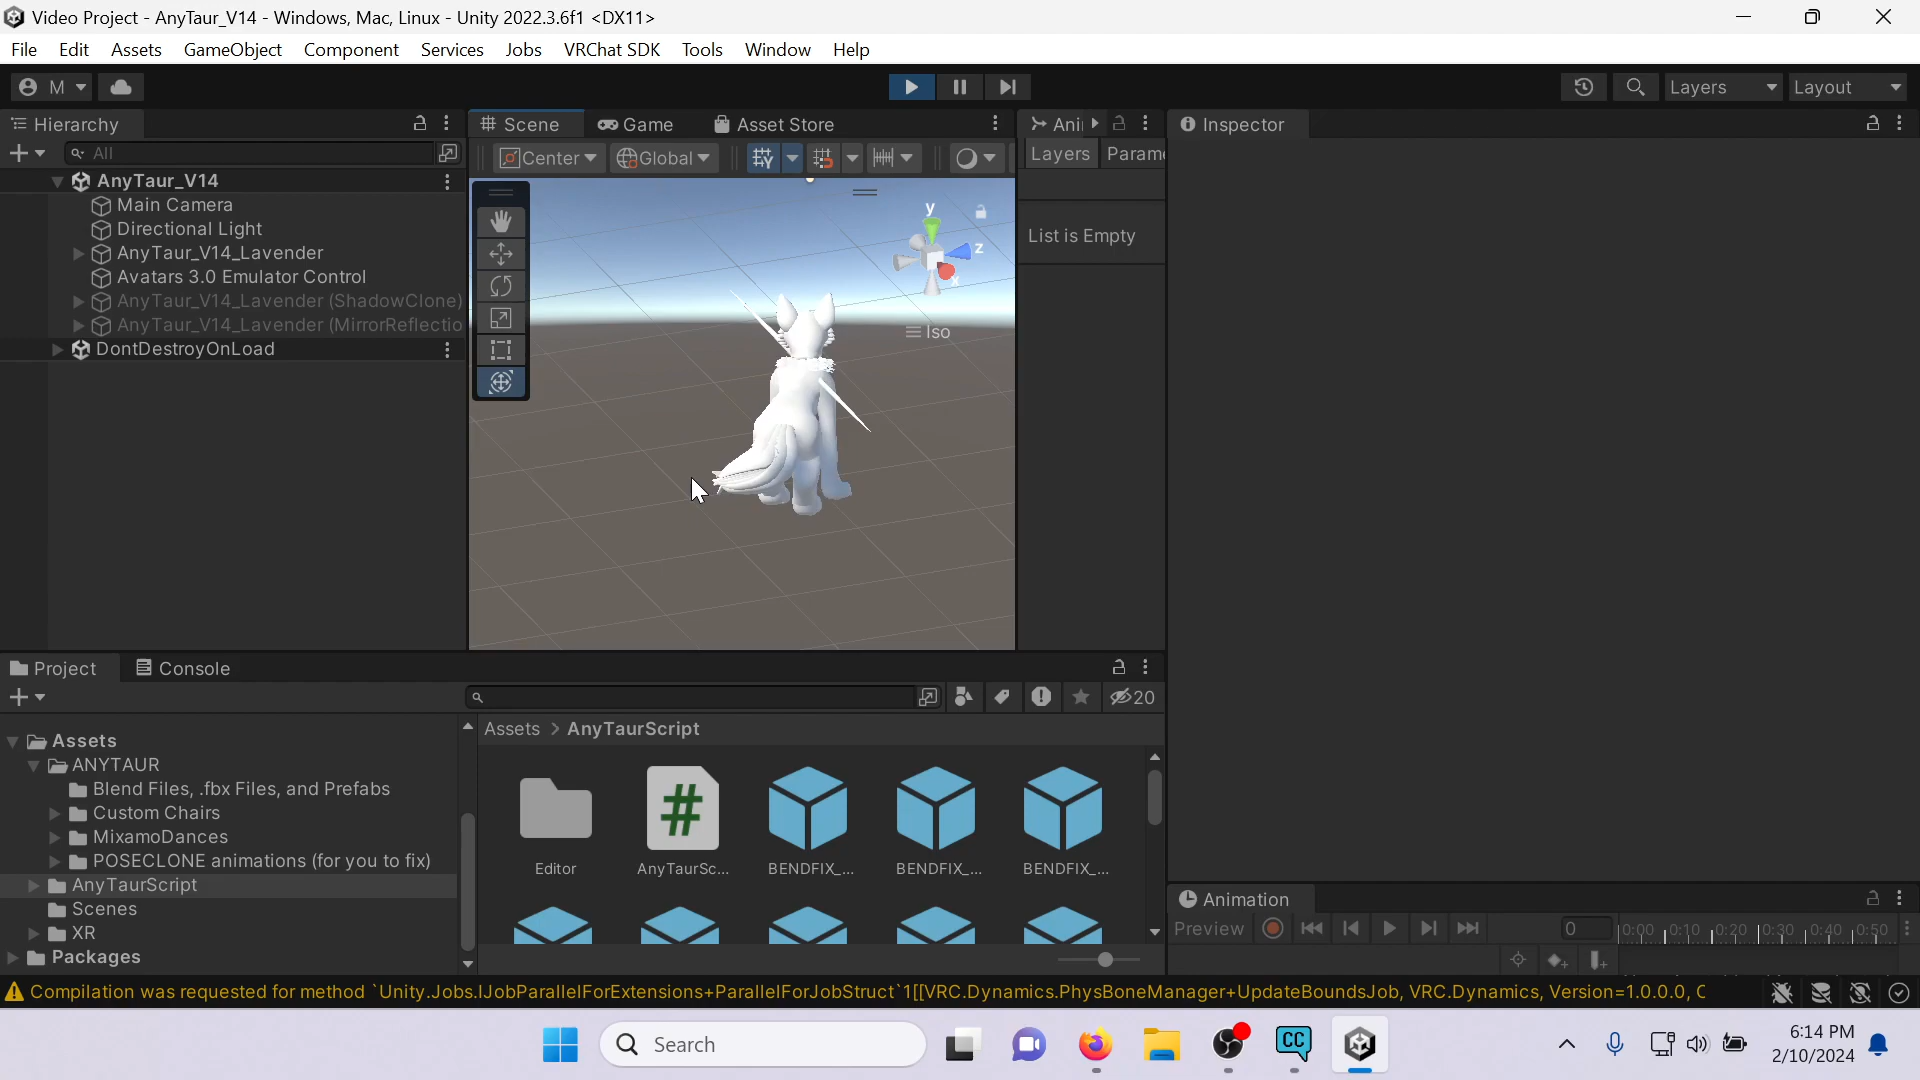 Video Project - AnyTaur_V14 - Windows, Mac, Linux - Unity 2022.3.6f1 <DX11>
File Edit Assets GameObject Component Services Jobs VRChat SDK Tools Window Help
M
Layers
Layout
Hierarchy
Scene
Game
Asset Store
Ani
Inspector
All
Center
Global
Layers
Param
AnyTaur_V14
Main Camera
Directional Light
AnyTaur_V14_Lavender
Avatars 3.0 Emulator Control
AnyTaur_V14_Lavender (ShadowClone)
AnyTaur_V14_Lavender (MirrorReflectio
DontDestroyOnLoad
y
z
x
Iso
List is Empty
Project
Console
20
Assets
ANYTAUR
Blend Files, .fbx Files, and Prefabs
Custom Chairs
MixamoDances
POSECLONE animations (for you to fix)
AnyTaurScript
Scenes
XR
Packages
Assets > AnyTaurScript
Editor
AnyTaurSc...
BENDFIX_...
BENDFIX_...
BENDFIX_...
Animation
Preview
0
0:00 0:10 0:20 0:30 0:40 0:50
Compilation was requested for method `Unity.Jobs.IJobParallelForExtensions+ParallelForJobStruct`1[[VRC.Dynamics.PhysBoneManager+UpdateBoundsJob, VRC.Dynamics, Version=1.0.0.0, C
Search
CC
6:14 PM
2/10/2024